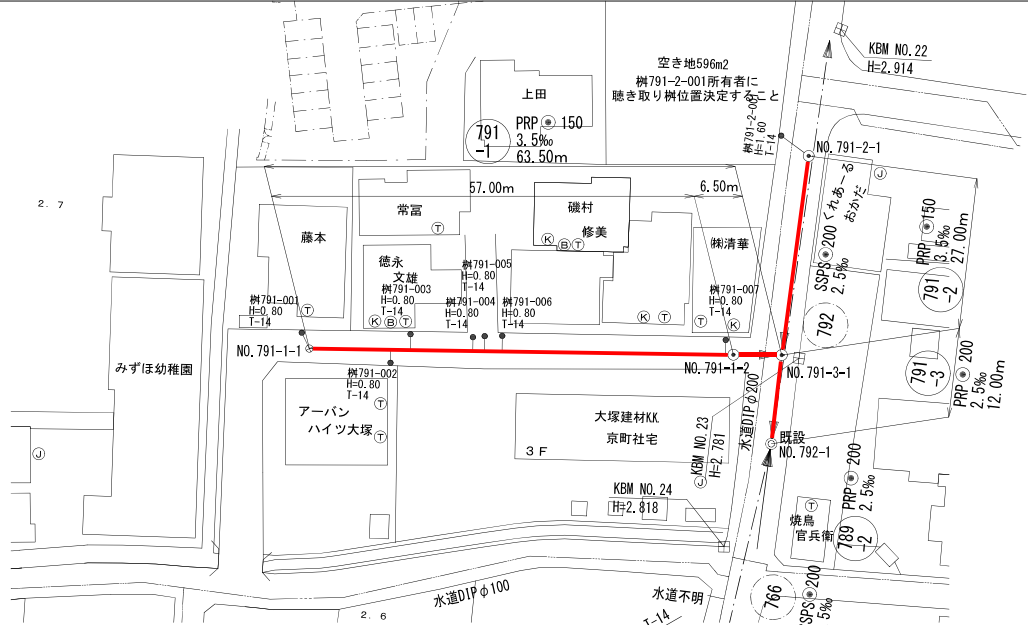 KBM NO.22
H=2.914
空き地596m2
桝791-2-001所有者に
聴き取り桝位置決定すること
上田
PRP 150
3.5‰
63.50m
791
-1
桝791-2-001
H=1.60
T-14
NO.791-2-1
J
57.00m
6.50m
2.7
常冨
T
磯村
修美
K B T
藤本
徳永
文雄
㈱清華
くれあーる
おかだ
SSPS 200
2.5‰
PRP 150
3.5‰
27.00m
791
-2
桝791-001
H=0.80
T-14
T
桝791-003
H=0.80
T-14
K B T
桝791-005
H=0.80
T-14
桝791-004
H=0.80
T-14
桝791-006
H=0.80
T-14
K T
桝791-007
H=0.80
T-14
T K
792
NO.791-1-1
NO.791-1-2
NO.791-3-1
791
-3
PRP 200
2.5‰
12.00m
みずほ幼稚園
桝791-002
H=0.80
T-14
T
アーバン
ハイツ大塚
T
大塚建材KK
京町社宅
3F
水道DIPφ200
KBM NO.23
H=2.781
J
既設
NO.792-1
J
KBM NO.24
H=2.818
PRP 200
2.5‰
T
焼鳥
官兵衛
789
-2
水道DIPφ100
水道不明
T-14
766
SSPS 200
5‰
2.6